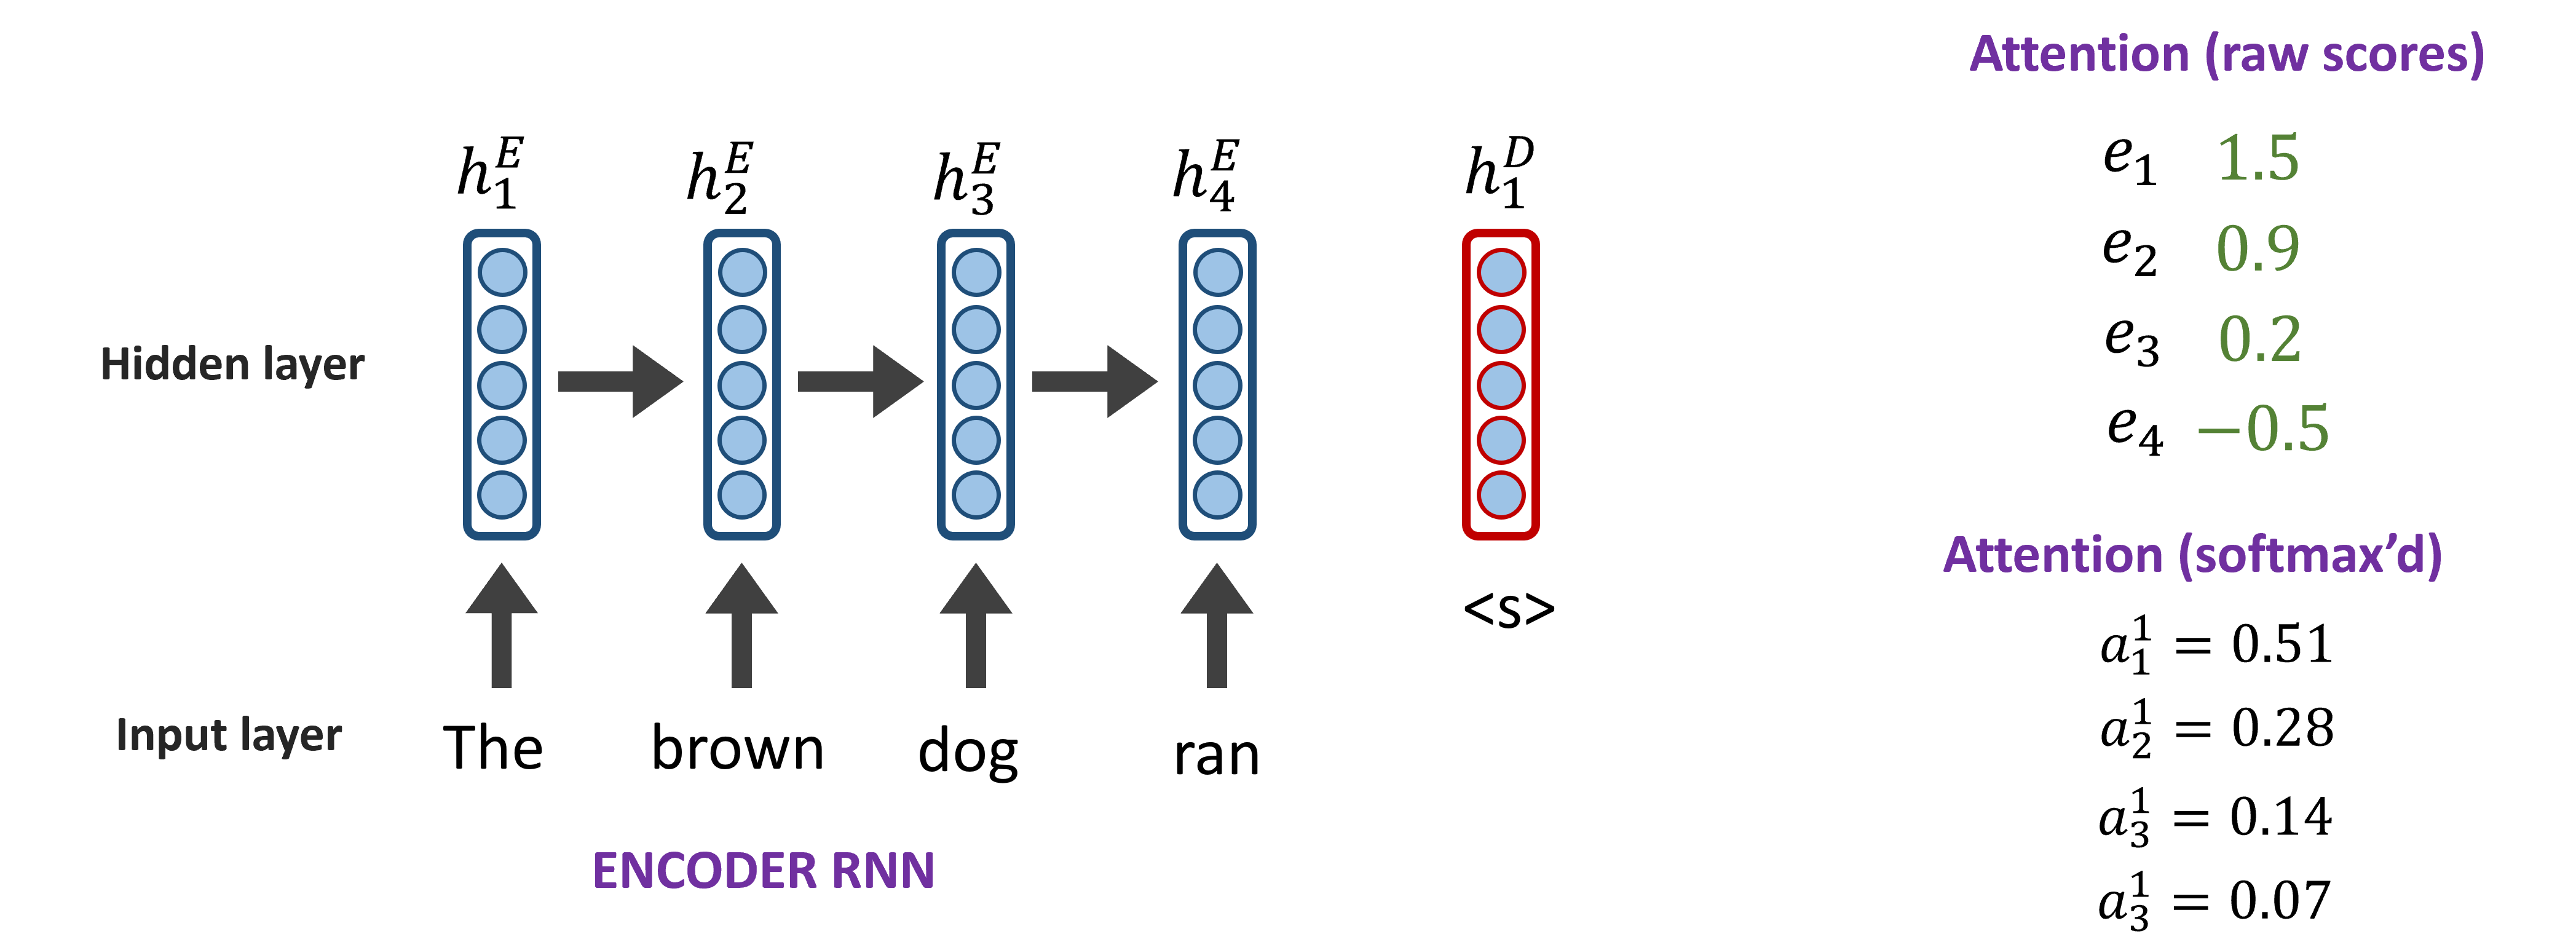 Attention (raw scores)
h_1^E h_2^E h_3^E h_4^E h_1^D
e_1 1.5
e_2 0.9
e_3 0.2
e_4 −0.5
Hidden layer
Attention (softmax’d)
<s>
a_1^1 = 0.51
a_2^1 = 0.28
a_3^1 = 0.14
a_3^1 = 0.07
Input layer
The brown dog ran
ENCODER RNN